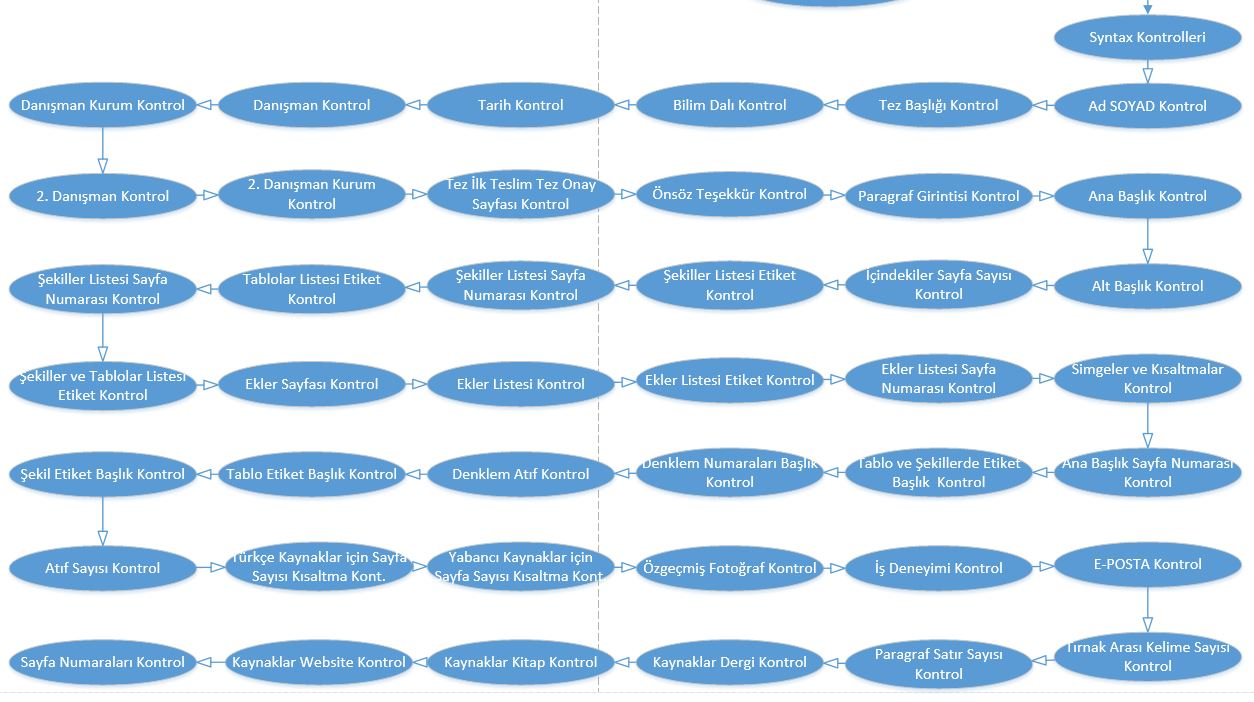 Syntax Kontrolleri
Danışman Kurum Kontrol
Danışman Kontrol
Tarih Kontrol
Bilim Dalı Kontrol
Tez Başlığı Kontrol
Ad SOYAD Kontrol
2. Danışman Kontrol
2. Danışman Kurum
Kontrol
Tez İlk Teslim Tez Onay
Sayfası Kontrol
Önsöz Teşekkür Kontrol
Paragraf Girintisi Kontrol
Ana Başlık Kontrol
Şekiller Listesi Sayfa
Numarası Kontrol
Tablolar Listesi Etiket
Kontrol
Şekiller Listesi Sayfa
Numarası Kontrol
Şekiller Listesi Etiket
Kontrol
İçindekiler Sayfa Sayısı
Kontrol
Alt Başlık Kontrol
Şekiller ve Tablolar Listesi
Etiket Kontrol
Ekler Sayfası Kontrol
Ekler Listesi Kontrol
Ekler Listesi Etiket Kontrol
Ekler Listesi Sayfa
Numarası Kontrol
Simgeler ve Kısaltmalar
Kontrol
Şekil Etiket Başlık Kontrol
Tablo Etiket Başlık Kontrol
Denklem Atıf Kontrol
Denklem Numaraları Başlık
Kontrol
Tablo ve Şekillerde Etiket
Başlık Kontrol
Ana Başlık Sayfa Numarası
Kontrol
Atıf Sayısı Kontrol
Türkçe Kaynaklar için Sayfa
Sayısı Kısaltma Kont.
Yabancı Kaynaklar için
Sayfa Sayısı Kısaltma Kont.
Özgeçmiş Fotoğraf Kontrol
İş Deneyimi Kontrol
E-POSTA Kontrol
Sayfa Numaraları Kontrol
Kaynaklar Website Kontrol
Kaynaklar Kitap Kontrol
Kaynaklar Dergi Kontrol
Paragraf Satır Sayısı
Kontrol
Tırnak Arası Kelime Sayısı
Kontrol